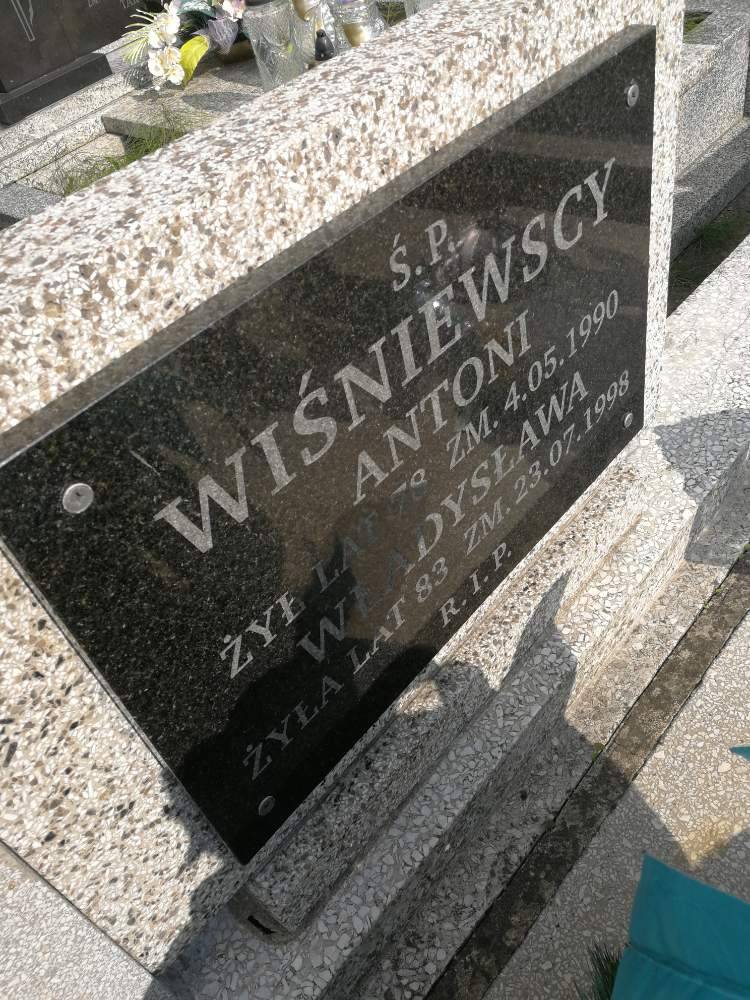 Ś. P.
WIŚNIEWSCY
ANTONI
ŻYŁ LAT 78 ZM. 4.05.1990
WŁADYSŁAWA
ŻYŁA LAT 83 ZM. 23.07.1998
R. I. P.